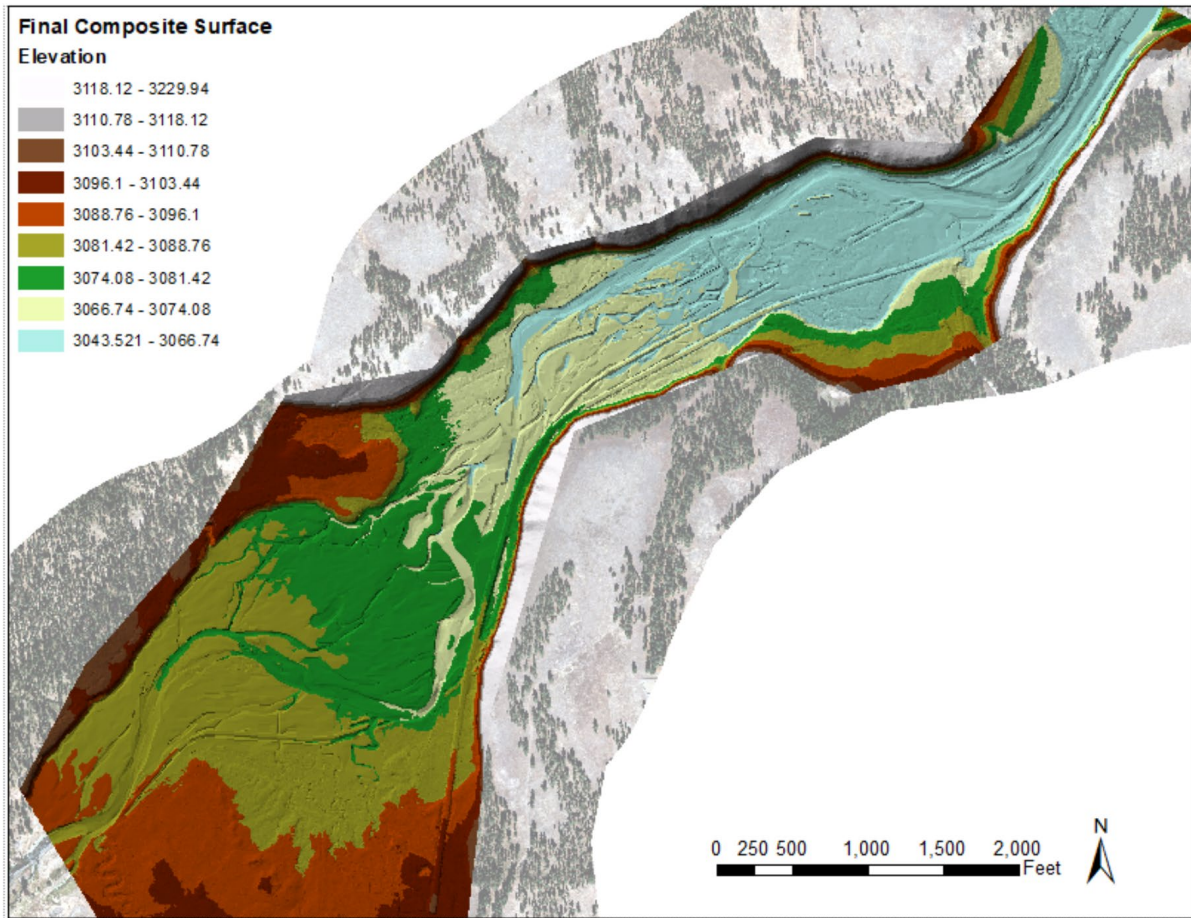 Final Composite Surface
Elevation
3118.12 - 3229.94
3110.78 - 3118.12
3103.44 - 3110.78
3096.1 - 3103.44
3088.76 - 3096.1
3081.42 - 3088.76
3074.08 - 3081.42
3066.74 - 3074.08
3043.521 - 3066.74
N
0 250 500 1,000 1,500 2,000
Feet